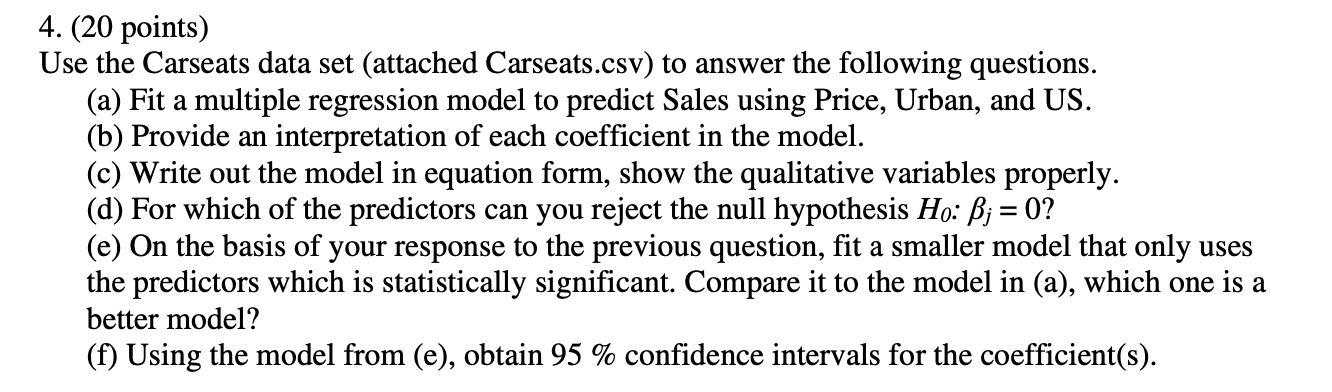 4. (20 points)
Use the Carseats data set (attached Carseats.csv) to answer the following questions.
(a) Fit a multiple regression model to predict Sales using Price, Urban, and US.
(b) Provide an interpretation of each coefficient in the model.
(c) Write out the model in equation form, show the qualitative variables properly.
(d) For which of the predictors can you reject the null hypothesis H₀: βⱼ = 0?
(e) On the basis of your response to the previous question, fit a smaller model that only uses
the predictors which is statistically significant. Compare it to the model in (a), which one is a
better model?
(f) Using the model from (e), obtain 95 % confidence intervals for the coefficient(s).